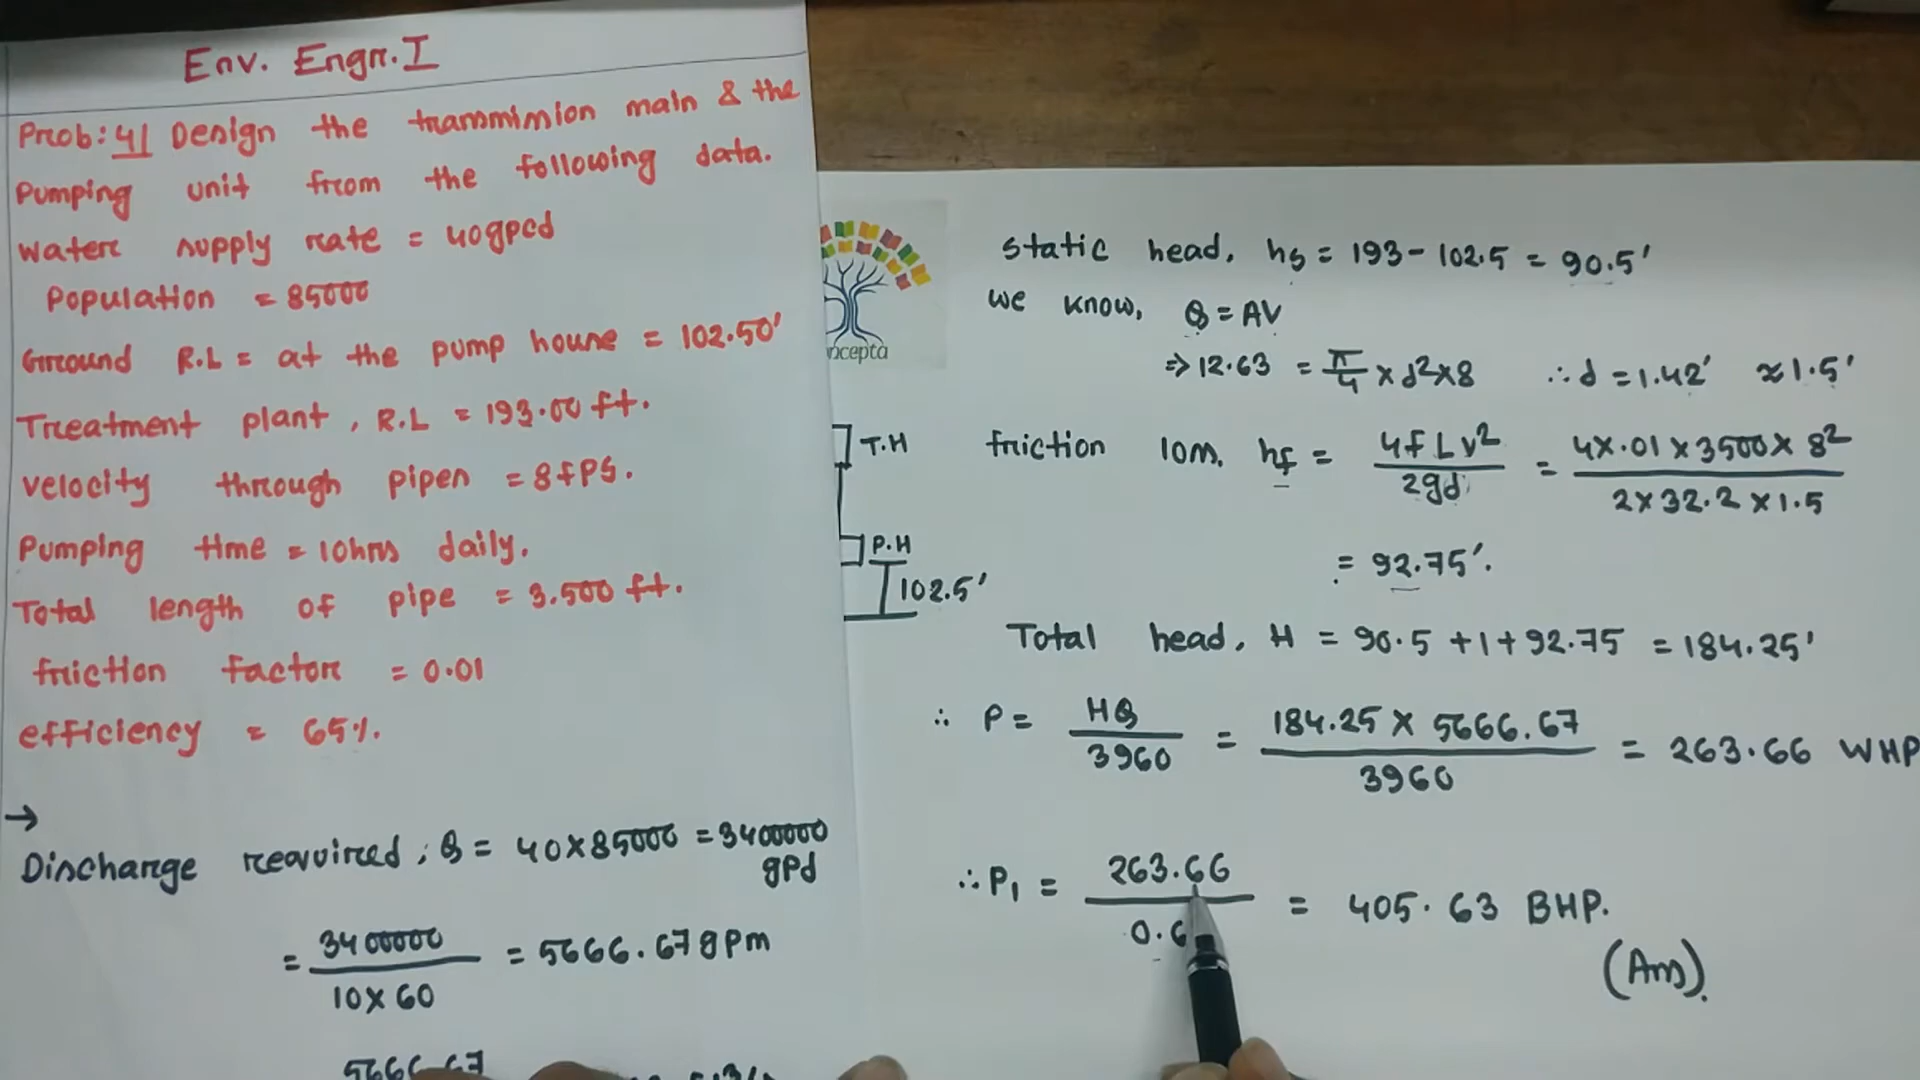 Env. Engr. I
Prob: 4| Design the transmission main & the
Pumping unit from the following data.
Water supply rate = 40gpcd
Population = 85000
Ground R.L = at the pump house = 102.50'
Treatment plant, R.L = 193.00 ft.
Velocity through pipes = 8fps.
Pumping time = 10hrs daily.
Total length of pipe = 3.500 ft.
friction factor = 0.01
efficiency = 65%.
→
Discharge required, Q = 40×85000 = 3400000 gpd
= 3400000 / 10×60 = 5666.67 gpm
5666.67
ncepta
T.H
P.H
102.5'
static head, hs = 193 - 102.5 = 90.5'
we know, Q = AV
⇒ 12.63 = π/4 × d² × 8 ∴ d = 1.42' ≈ 1.5'
friction loss, hf = 4fLv² / 2gd = 4×.01×3500×8² / 2×32.2×1.5
= 92.75'.
Total head, H = 90.5 + 1 + 92.75 = 184.25'
∴ P = HQ / 3960 = 184.25 × 5666.67 / 3960 = 263.66 WHP
∴ P₁ = 263.66 / 0.6 = 405.63 BHP.
(Ans).